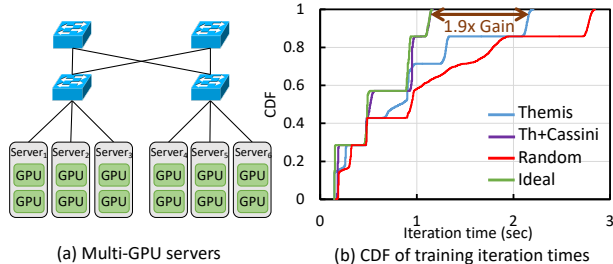 Server1 Server2 Server3 Server4 Server5 Server6
GPU GPU GPU GPU GPU GPU
GPU GPU GPU GPU GPU GPU
(a) Multi-GPU servers
1.9x Gain
CDF
1
0.8
0.6
0.4
0.2
0
Themis
Th+Cassini
Random
Ideal
0 1 2 3
Iteration time (sec)
(b) CDF of training iteration times